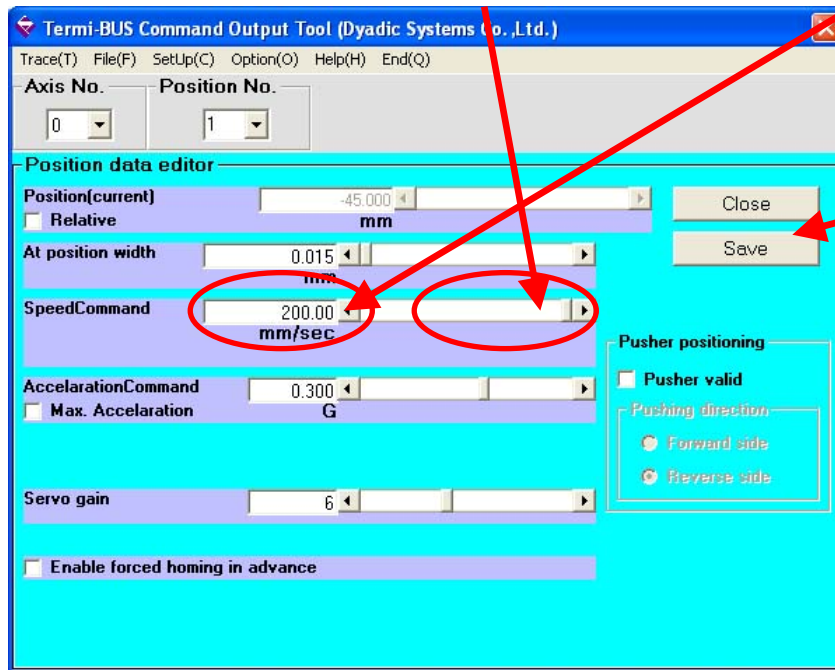 Termi-BUS Command Output Tool (Dyadic Systems Co.,Ltd.)
Trace(T) File(F) SetUp(C) Option(O) Help(H) End(Q)
Axis No. Position No.
0 1
Position data editor
Position(current) -45.000
Relative mm
Close
At position width 0.015
mm
Save
SpeedCommand 200.00
mm/sec
Pusher positioning
Pusher valid
AccelarationCommand 0.300
Max. Accelaration G
Pushing direction
Forward side
Reverse side
Servo gain 6
Enable forced homing in advance